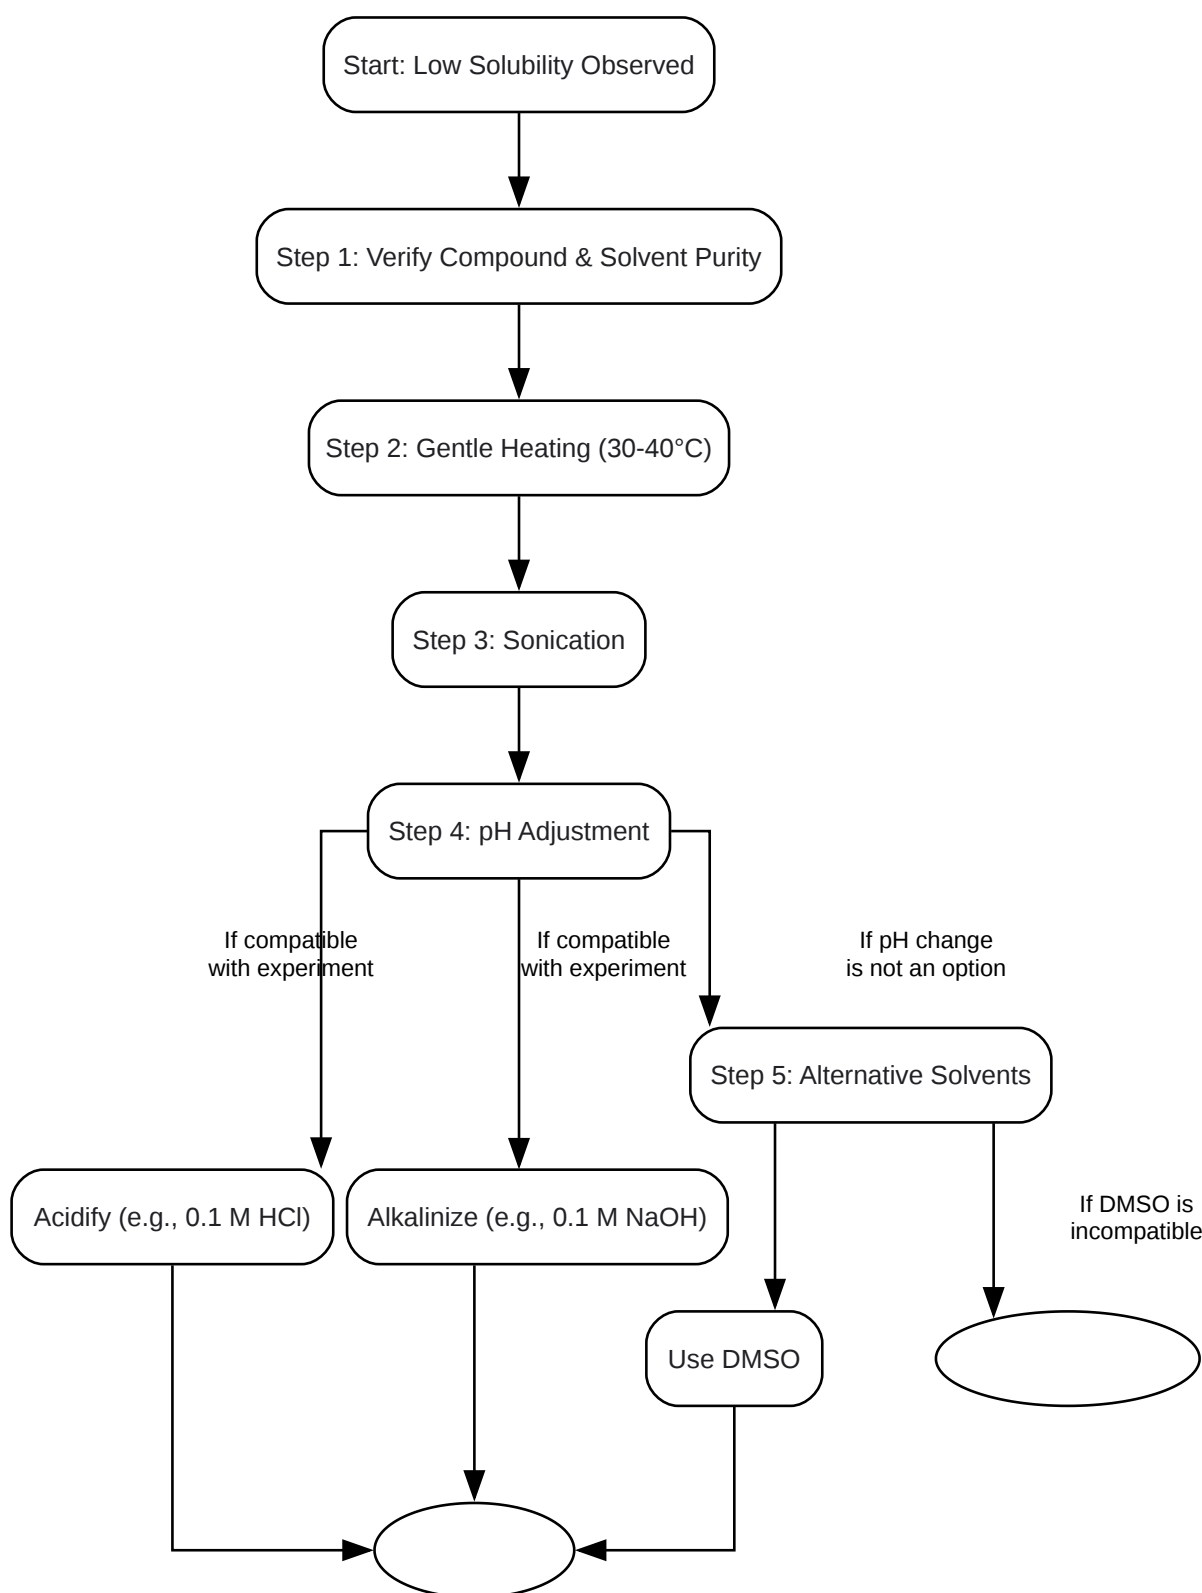 Start: Low Solubility Observed
Step 1: Verify Compound & Solvent Purity
Step 2: Gentle Heating (30-40°C)
Step 3: Sonication
Step 4: pH Adjustment
If compatible
with experiment
If compatible
with experiment
If pH change
is not an option
Step 5: Alternative Solvents
Acidify (e.g., 0.1 M HCl)
Alkalinize (e.g., 0.1 M NaOH)
If DMSO is
incompatible
Use DMSO